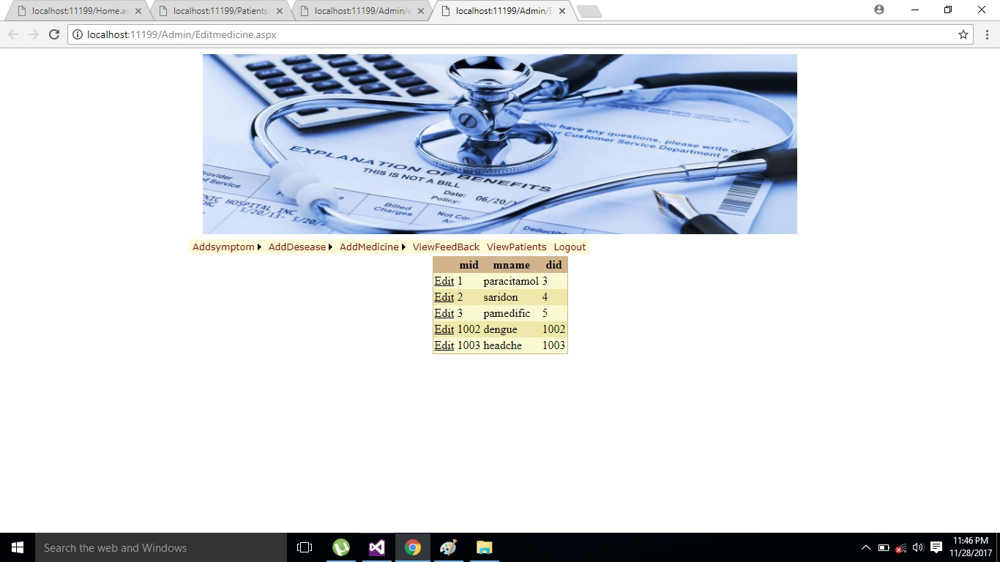 localhost:11199/Home.as
localhost:11199/Patients
localhost:11199/Admin/e
localhost:11199/Admin/E
localhost:11199/Admin/Editmedicine.aspx
you have any questions, please write
ur Customer Service Department
EXPLANATION OF BENEFITS
THIS IS NOT A BILL
Date: 06/20/1
Policy:
rovider
of Service
NIC HOSPITAL INC
5/20/13- 5/20/
Billed
Charges
Not Co
Deductibl
Addsymptom AddDesease AddMedicine ViewFeedBack ViewPatients Logout
mid mname did
Edit 1 paracitamol 3
Edit 2 saridon 4
Edit 3 pamedific 5
Edit 1002 dengue 1002
Edit 1003 headche 1003
Search the web and Windows
11:46 PM
11/28/2017